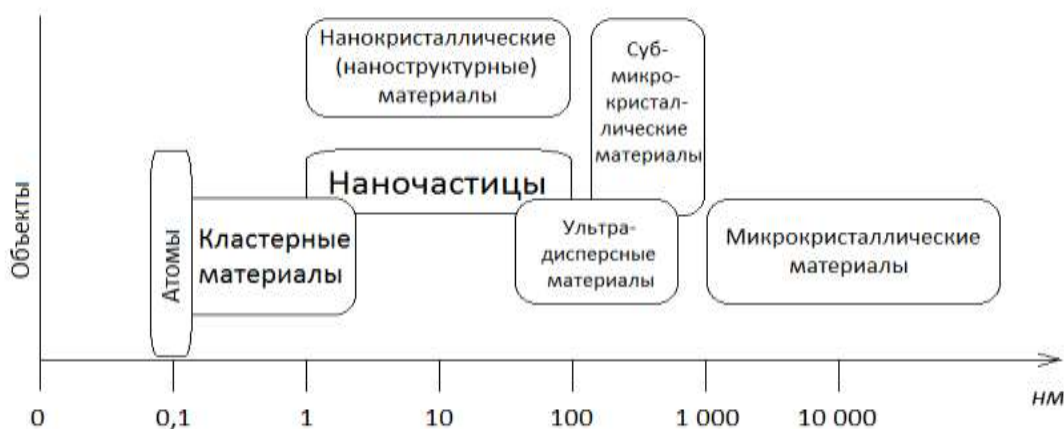 Нанокристаллические
(наноструктурные)
материалы
Суб-
микро-
кристал-
лические
материалы
Наночастицы
Объекты
Атомы
Кластерные
материалы
Ультра-
дисперсные
материалы
Микрокристаллические
материалы
0
0,1
1
10
100
1 000
10 000
нм